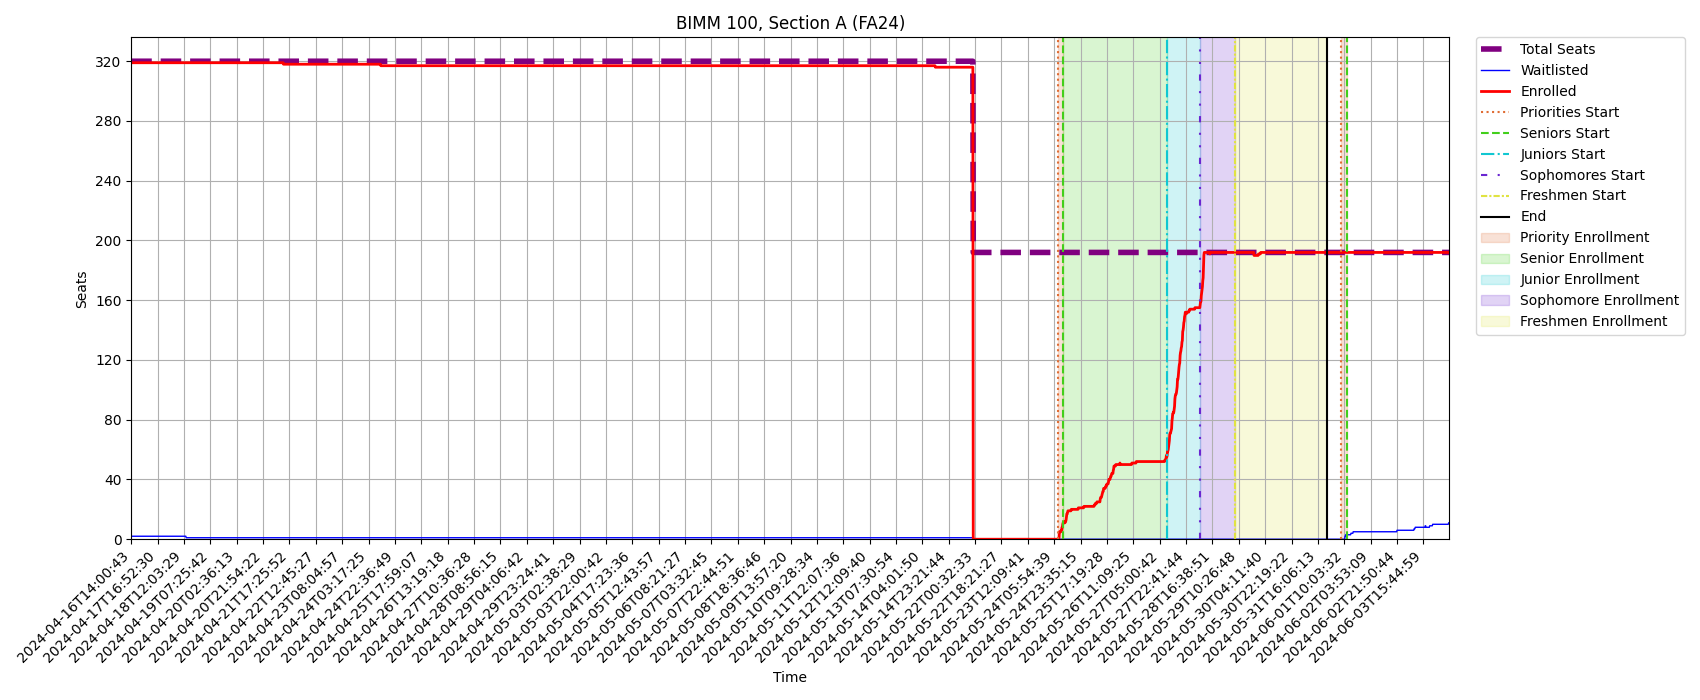 BIMM 100, Section A (FA24)
Total Seats
Waitlisted
Enrolled
Priorities Start
Seniors Start
Juniors Start
Sophomores Start
Freshmen Start
End
Priority Enrollment
Senior Enrollment
Junior Enrollment
Sophomore Enrollment
Freshmen Enrollment
Seats
320
280
240
200
160
120
80
40
0
2024-04-16T14:00:43
2024-04-17T16:52:30
2024-04-18T12:03:29
2024-04-19T07:25:42
2024-04-20T02:36:13
2024-04-20T21:54:22
2024-04-21T17:25:52
2024-04-22T12:45:27
2024-04-23T08:04:57
2024-04-24T03:17:25
2024-04-24T22:36:49
2024-04-25T17:59:07
2024-04-26T13:19:18
2024-04-27T10:36:28
2024-04-28T08:56:15
2024-04-29T04:06:42
2024-04-29T23:24:41
2024-05-03T02:38:29
2024-05-03T22:00:42
2024-05-04T17:23:36
2024-05-05T12:43:57
2024-05-06T08:21:27
2024-05-07T03:32:45
2024-05-07T22:44:51
2024-05-08T18:36:46
2024-05-09T13:57:20
2024-05-10T09:28:34
2024-05-11T12:07:36
2024-05-12T12:09:40
2024-05-13T07:30:54
2024-05-14T04:01:50
2024-05-14T23:21:44
2024-05-22T00:32:33
2024-05-22T18:21:27
2024-05-23T12:09:41
2024-05-24T05:54:39
2024-05-24T23:35:15
2024-05-25T17:19:28
2024-05-26T11:09:25
2024-05-27T05:00:42
2024-05-27T22:41:44
2024-05-28T16:38:51
2024-05-29T10:26:48
2024-05-30T04:11:40
2024-05-30T22:19:22
2024-05-31T16:06:13
2024-06-01T10:03:32
2024-06-02T03:53:09
2024-06-02T21:50:44
2024-06-03T15:44:59
Time